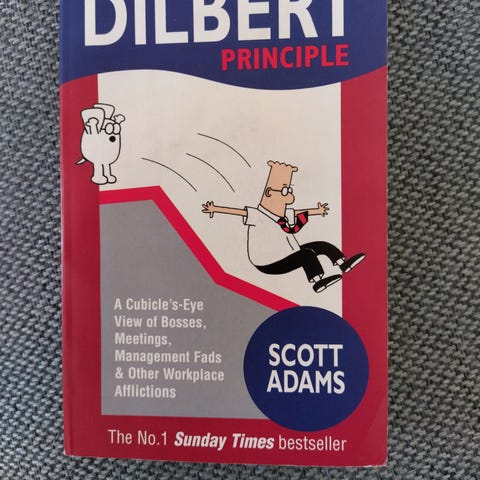 DILBERT
PRINCIPLE
A Cubicle's-Eye
View of Bosses,
Meetings,
Management Fads
& Other Workplace
Afflictions
SCOTT
ADAMS
The No.1 Sunday Times bestseller